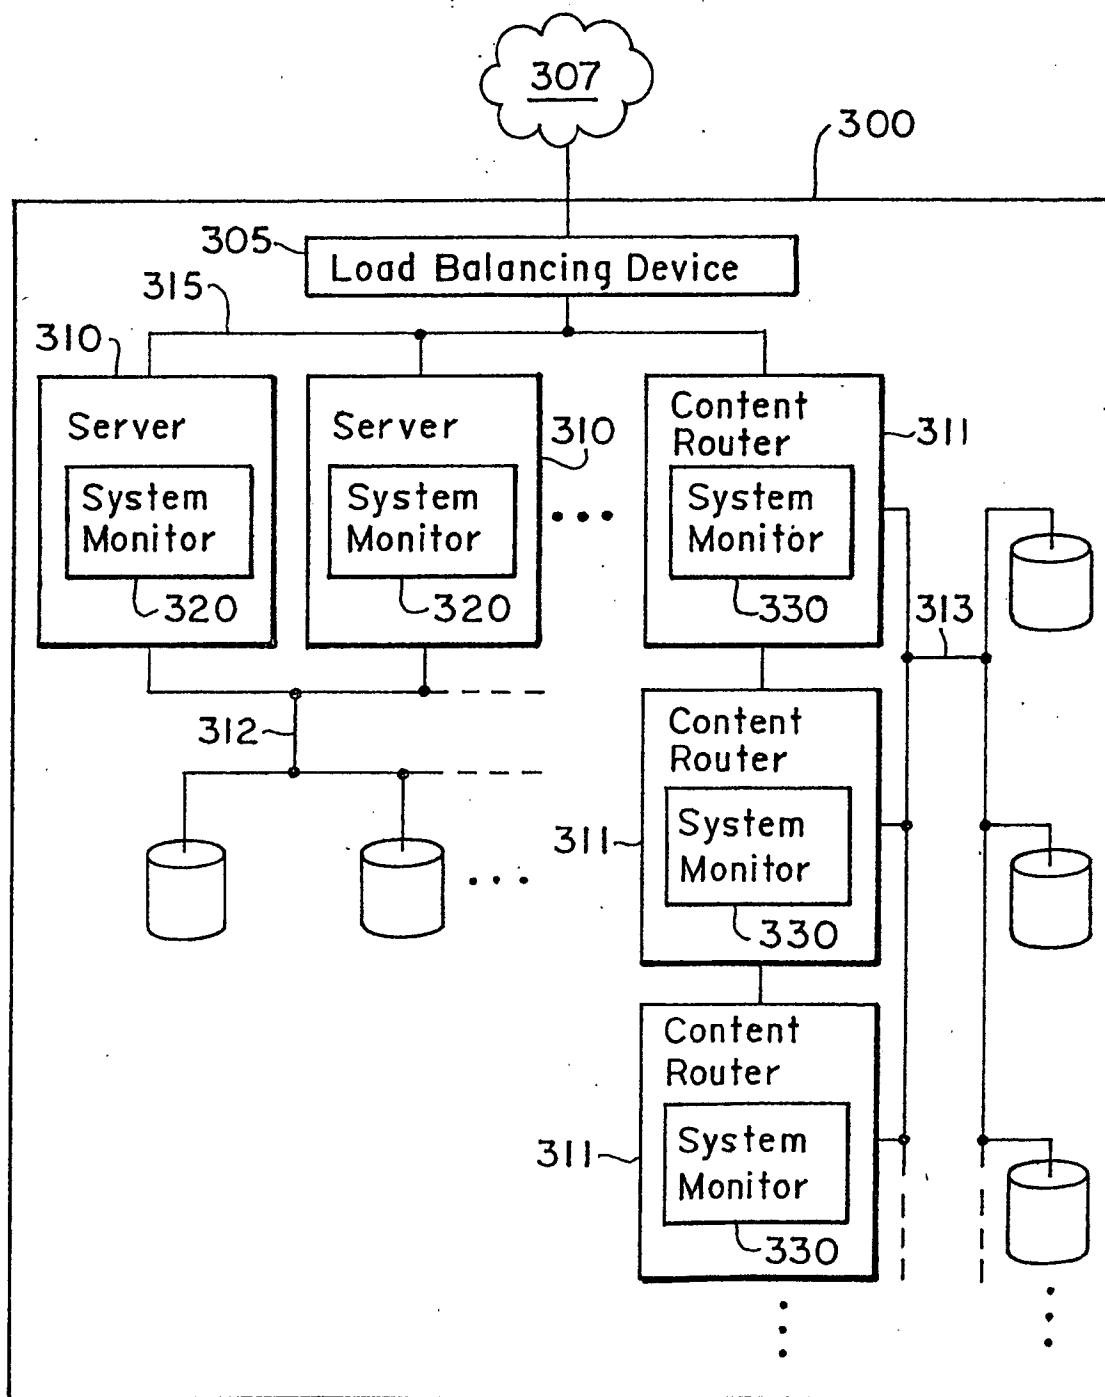 307
300
305
Load Balancing Device
315
310
Server
System
Monitor
320
Server
310
System
Monitor
320
Content
Router
311
System
Monitor
330
313
312
Content
Router
311
System
Monitor
330
Content
Router
311
System
Monitor
330